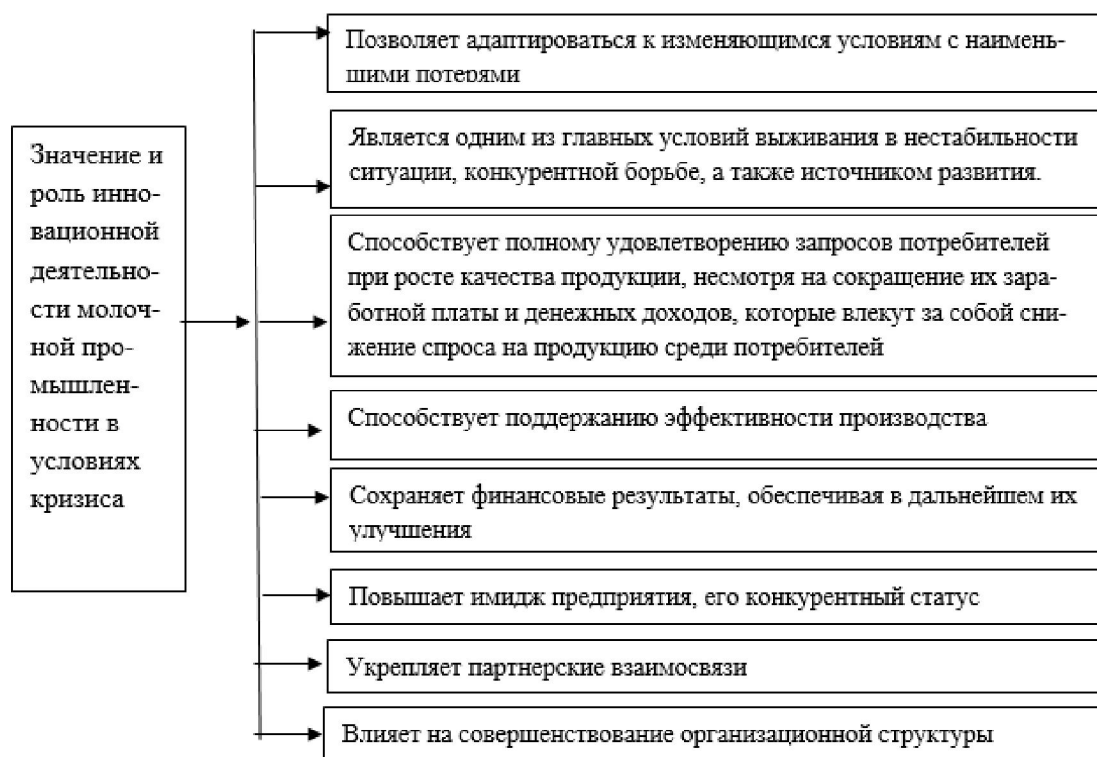 Значение и
роль инно-
вационной
деятельно-
сти молоч-
ной про-
мышлен-
ности в
условиях
кризиса
Позволяет адаптироваться к изменяющимся условиям с наимень-
шими потерями
Является одним из главных условий выживания в нестабильности
ситуации, конкурентной борьбе, а также источником развития.
Способствует полному удовлетворению запросов потребителей
при росте качества продукции, несмотря на сокращение их зара-
ботной платы и денежных доходов, которые влекут за собой сни-
жение спроса на продукцию среди потребителей
Способствует поддержанию эффективности производства
Сохраняет финансовые результаты, обеспечивая в дальнейшем их
улучшения
Повышает имидж предприятия, его конкурентный статус
Укрепляет партнерские взаимосвязи
Влияет на совершенствование организационной структуры